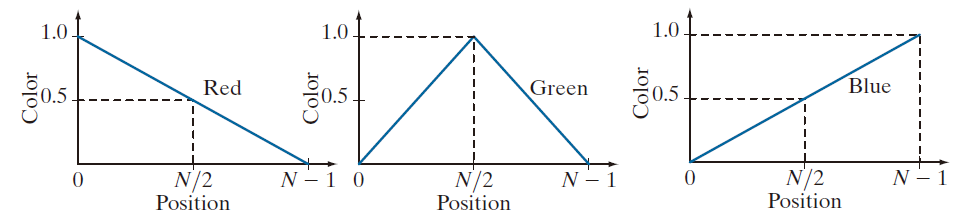 1.0
Color
0.5
Red
0
N/2
N – 1
Position
1.0
Color
0.5
Green
0
N/2
N – 1
Position
1.0
Color
0.5
Blue
0
N/2
N – 1
Position